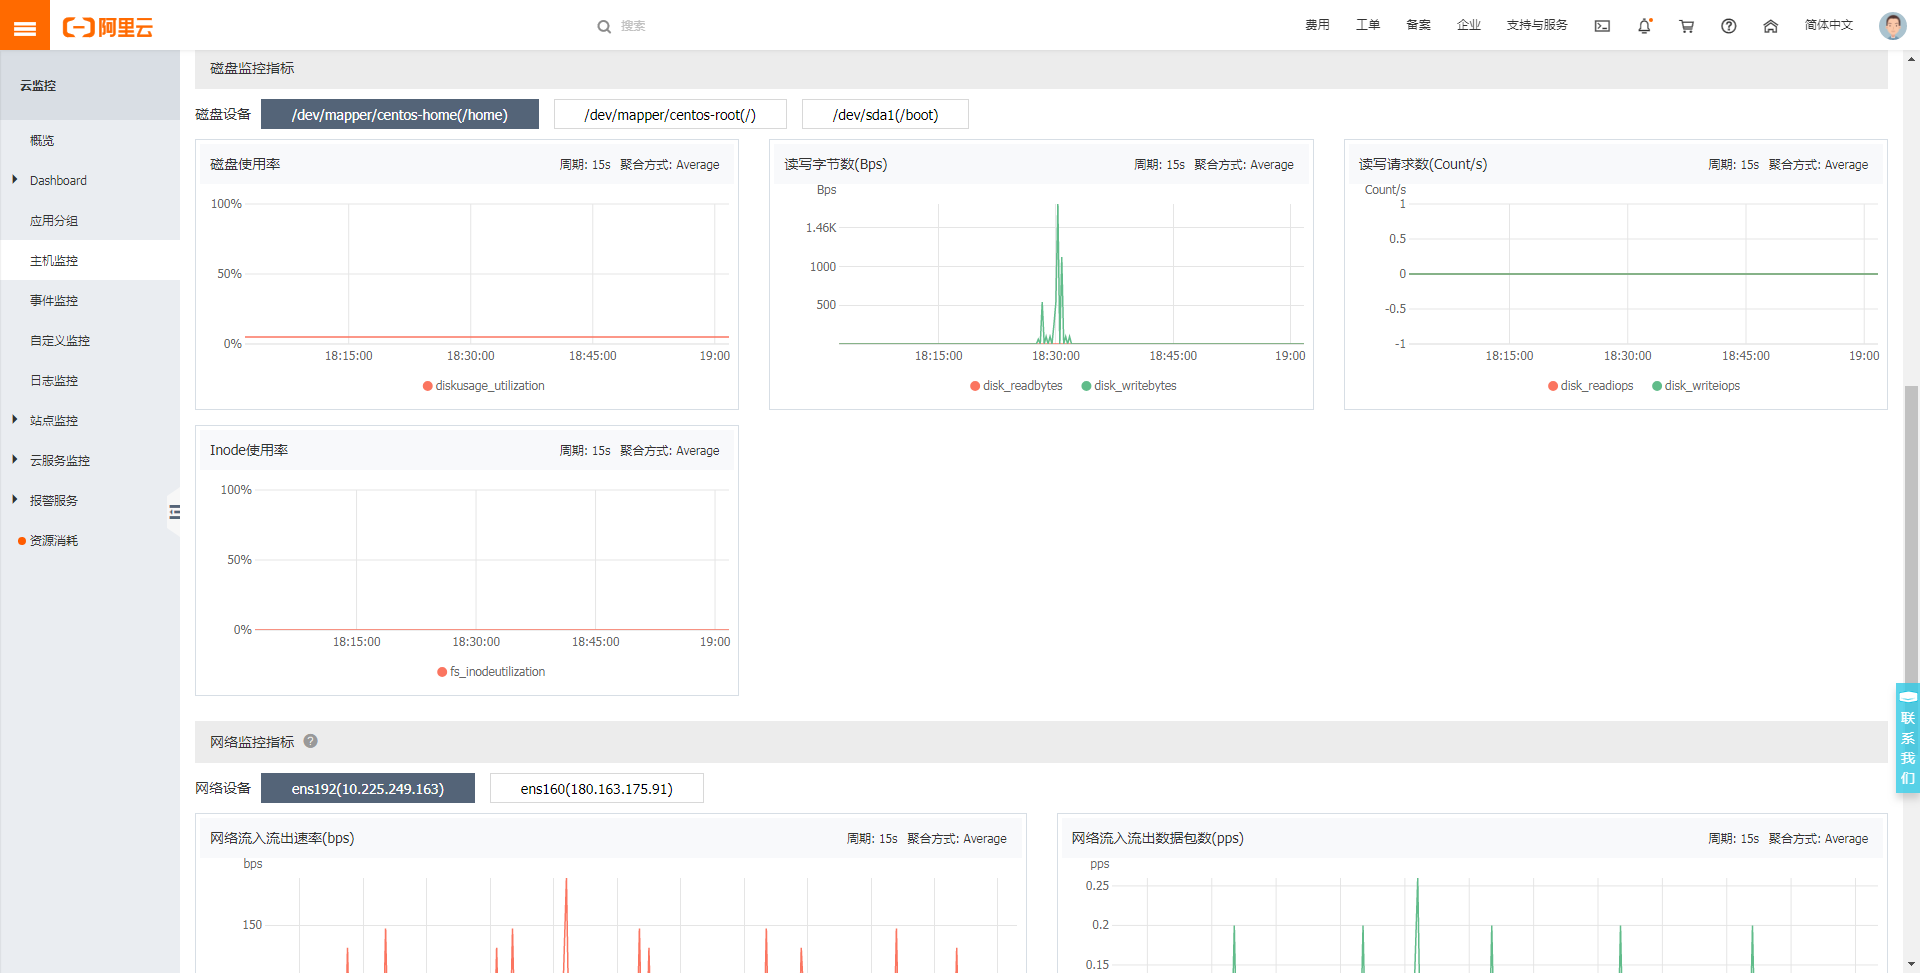 阿里云
搜索
费用
工单
备案
企业
支持与服务
简体中文
云监控
概览
Dashboard
应用分组
主机监控
事件监控
自定义监控
日志监控
站点监控
云服务监控
报警服务
资源消耗
磁盘监控指标
磁盘设备
/dev/mapper/centos-home(/home)
/dev/mapper/centos-root(/)
/dev/sda1(/boot)
磁盘使用率
周期: 15s 聚合方式: Average
100%
50%
0%
18:15:00
18:30:00
18:45:00
19:00
diskusage_utilization
读写字节数(Bps)
周期: 15s 聚合方式: Average
Bps
1.46K
1000
500
18:15:00
18:30:00
18:45:00
19:00
disk_readbytes
disk_writebytes
读写请求数(Count/s)
周期: 15s 聚合方式: Average
Count/s
1
0.5
0
-0.5
-1
18:15:00
18:30:00
18:45:00
19:00
disk_readiops
disk_writeiops
Inode使用率
周期: 15s 聚合方式: Average
100%
50%
0%
18:15:00
18:30:00
18:45:00
19:00
fs_inodeutilization
网络监控指标
网络设备
ens192(10.225.249.163)
ens160(180.163.175.91)
网络流入流出速率(bps)
周期: 15s 聚合方式: Average
bps
150
网络流入流出数据包数(pps)
周期: 15s 聚合方式: Average
pps
0.25
0.2
0.15
联系我们